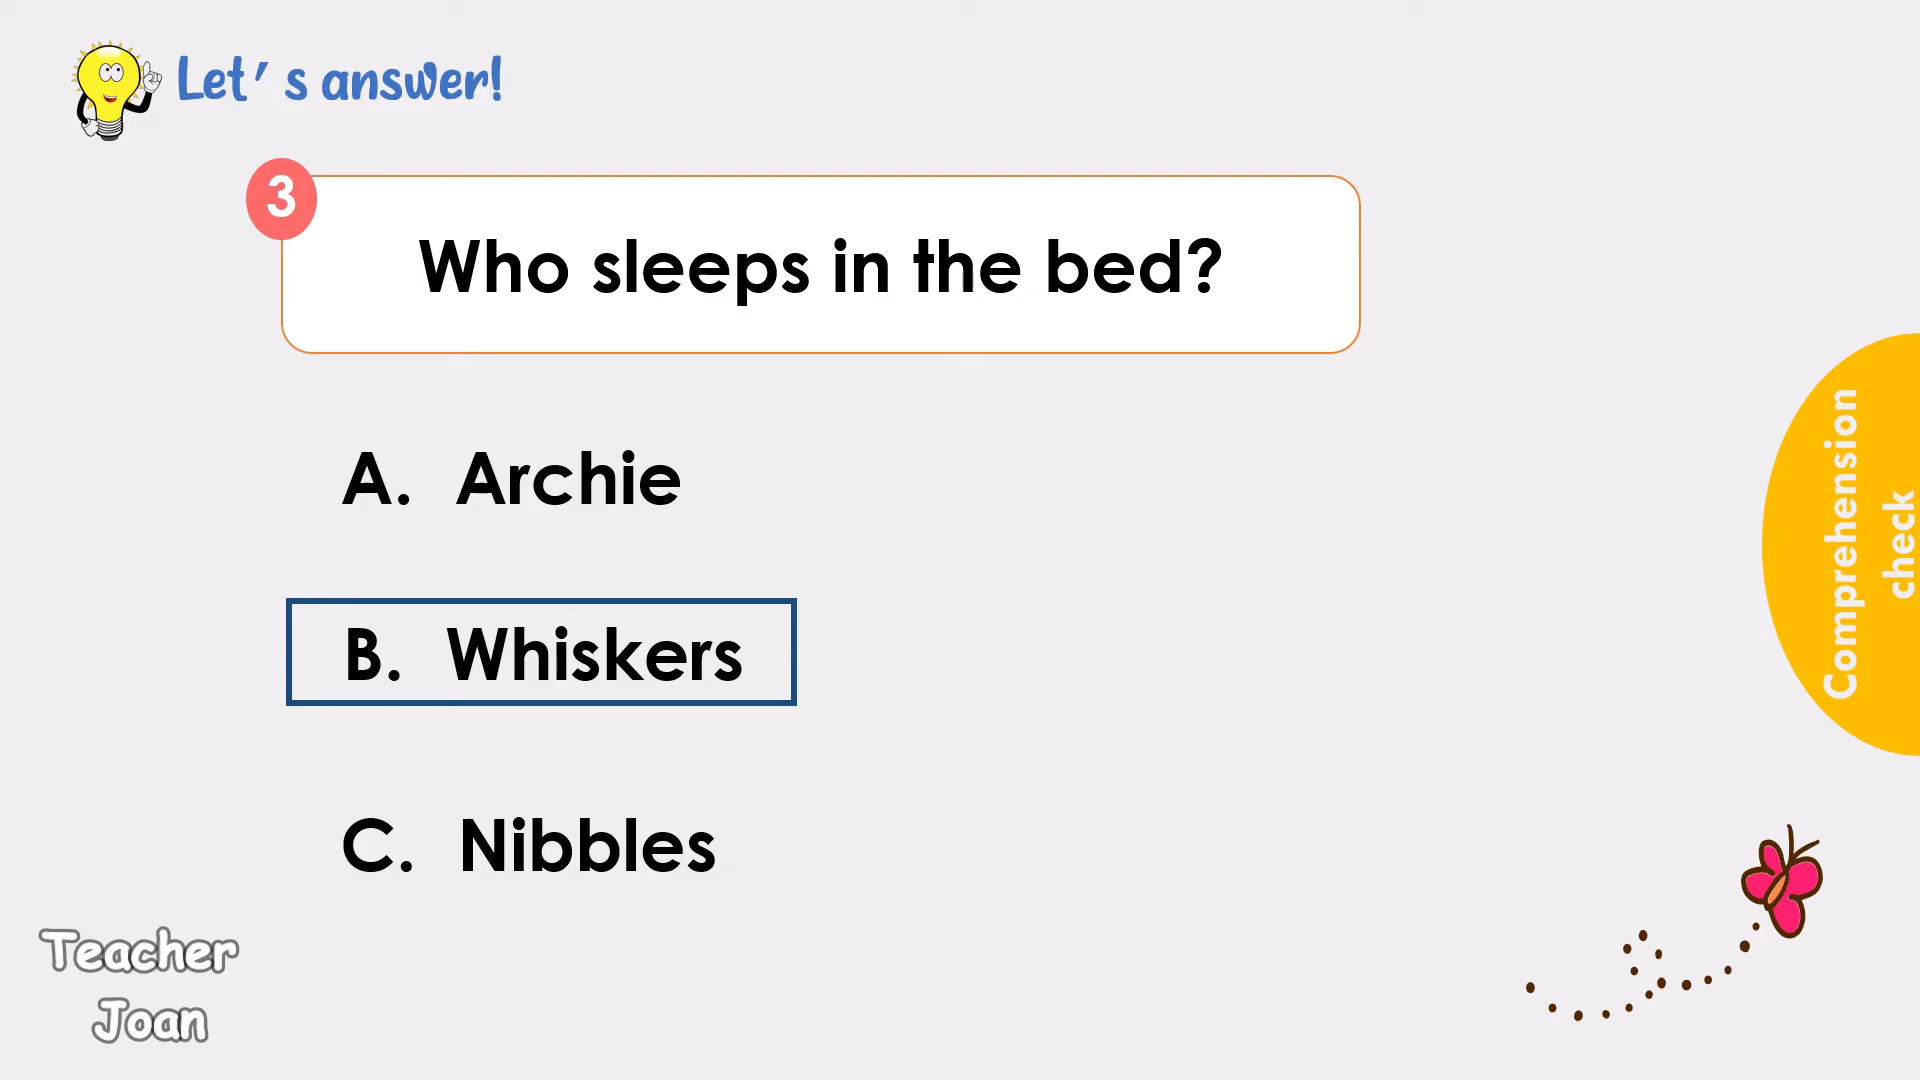 Let's answer!
3
Who sleeps in the bed?
A. Archie
B. Whiskers
C. Nibbles
Comprehension
check
Teacher
Joan